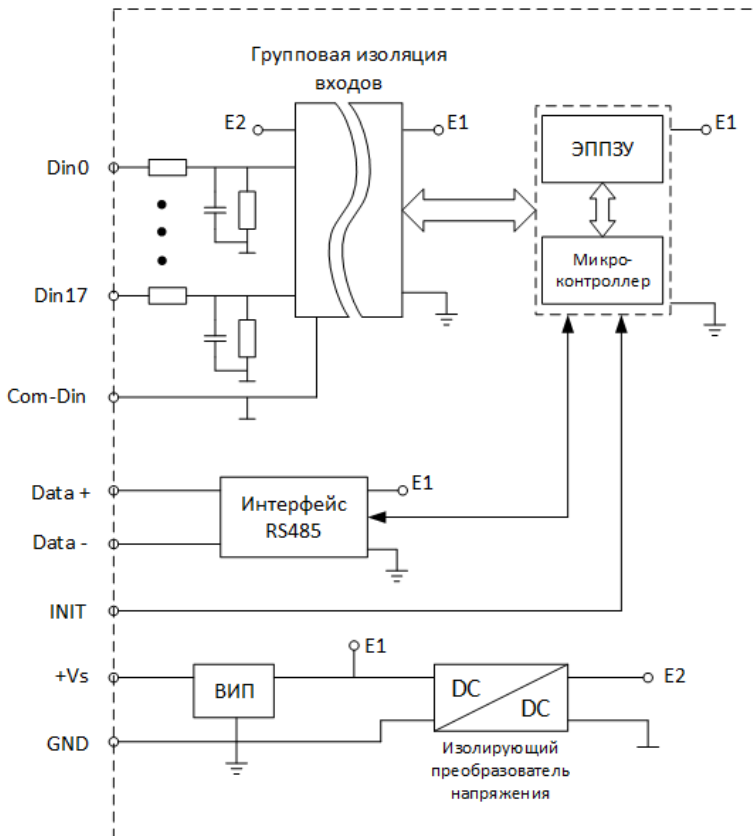 Групповая изоляция
входов
E2
E1
E1
ЭППЗУ
Din0
Микро-
контроллер
Din17
Com-Din
Data +
E1
Интерфейс
RS485
Data -
INIT
E1
+Vs
ВИП
DC
DC
E2
GND
Изолирующий
преобразователь
напряжения